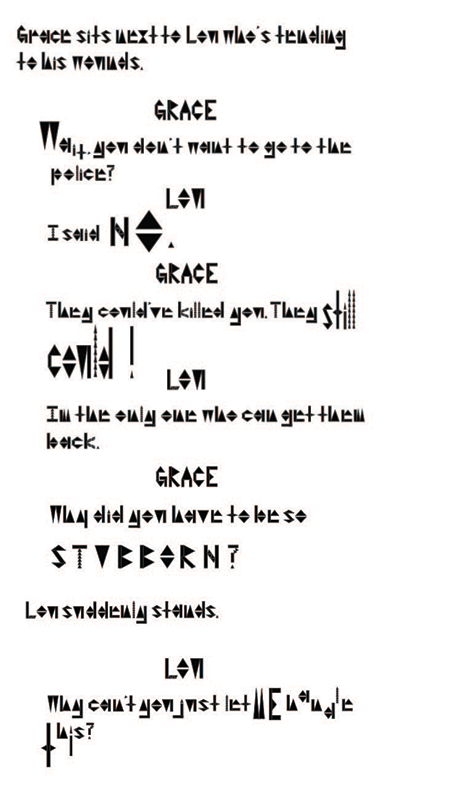 Grace sits next to Lou who's tending
to his wounds.
GRACE
Wait, you don't want to go to the
police?
LOU
I said NO.
GRACE
They could've killed you. They still
could!
LOU
Im the only one who can get them
back.
GRACE
Why did you have to be so
STUBBORN?
Lou suddenly stands.
LOU
Why can't you just let ME handle
this?